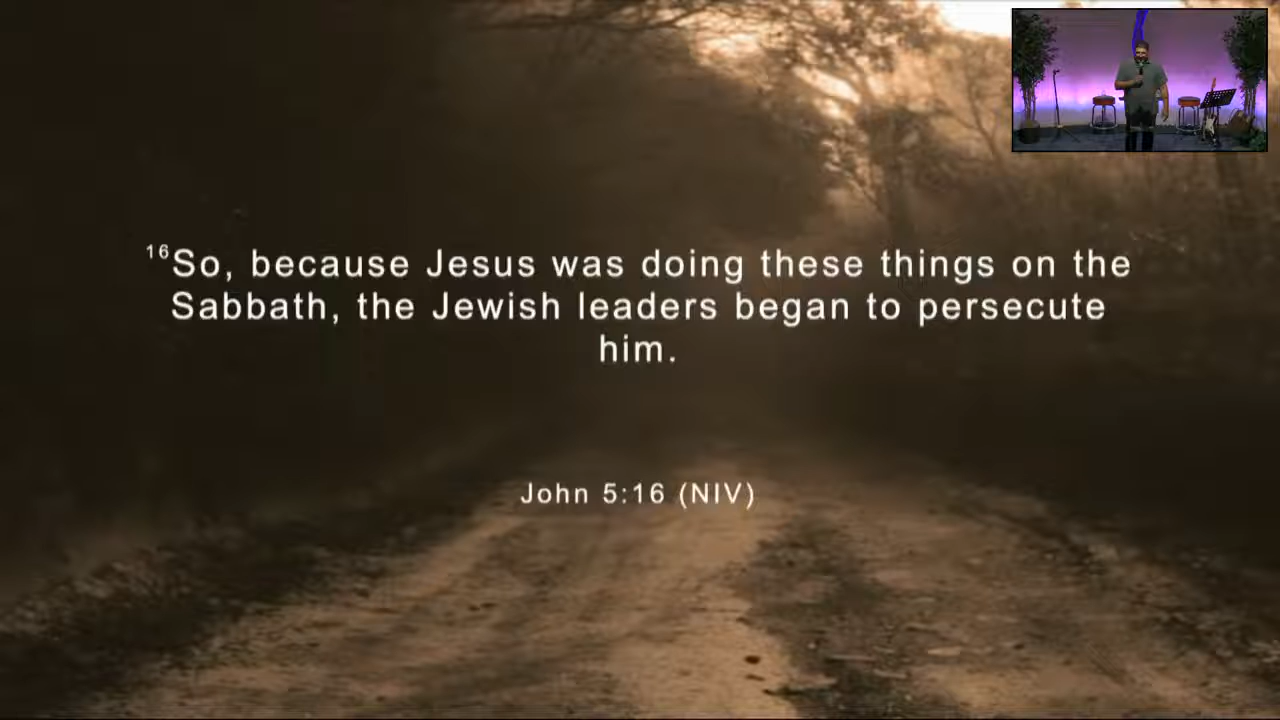 ¹⁶So, because Jesus was doing these things on the
Sabbath, the Jewish leaders began to persecute
him.
John 5:16 (NIV)